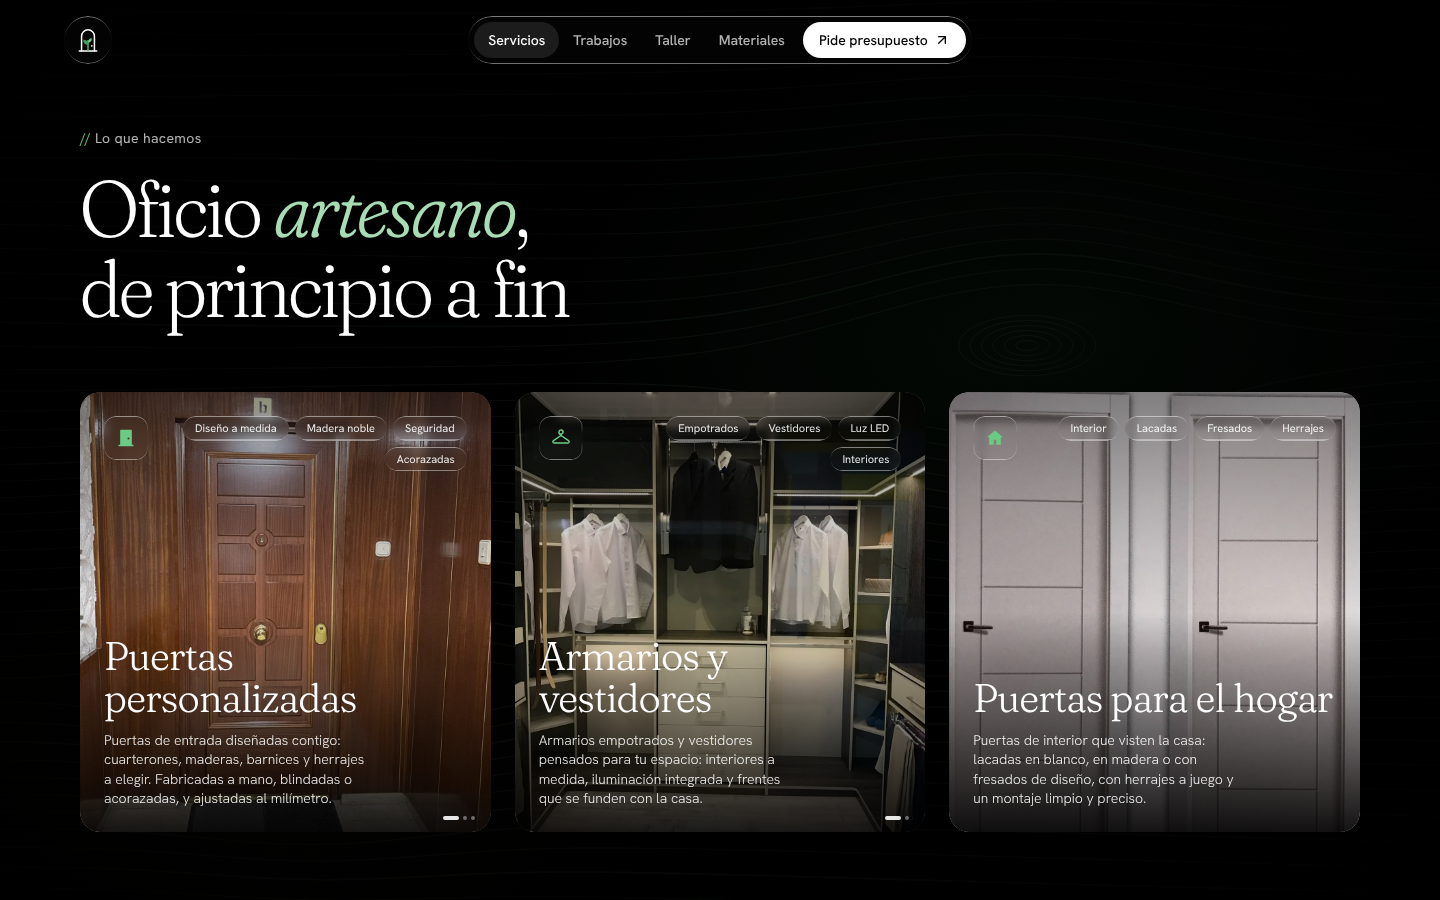 Servicios
Trabajos
Taller
Materiales
Pide presupuesto
// Lo que hacemos
Oficio artesano,
de principio a fin
Diseño a medida
Madera noble
Seguridad
Acorazadas
Puertas
personalizadas
Puertas de entrada diseñadas contigo:
cuarterones, maderas, barnices y herrajes
a elegir. Fabricadas a mano, blindadas o
acorazadas, y ajustadas al milímetro.
Empotrados
Vestidores
Luz LED
Interiores
Armarios y
vestidores
Armarios empotrados y vestidores
pensados para tu espacio: interiores a
medida, iluminación integrada y frentes
que se funden con la casa.
Interior
Lacadas
Fresados
Herrajes
Puertas para el hogar
Puertas de interior que visten la casa:
lacadas en blanco, en madera o con
fresados de diseño, con herrajes a juego y
un montaje limpio y preciso.